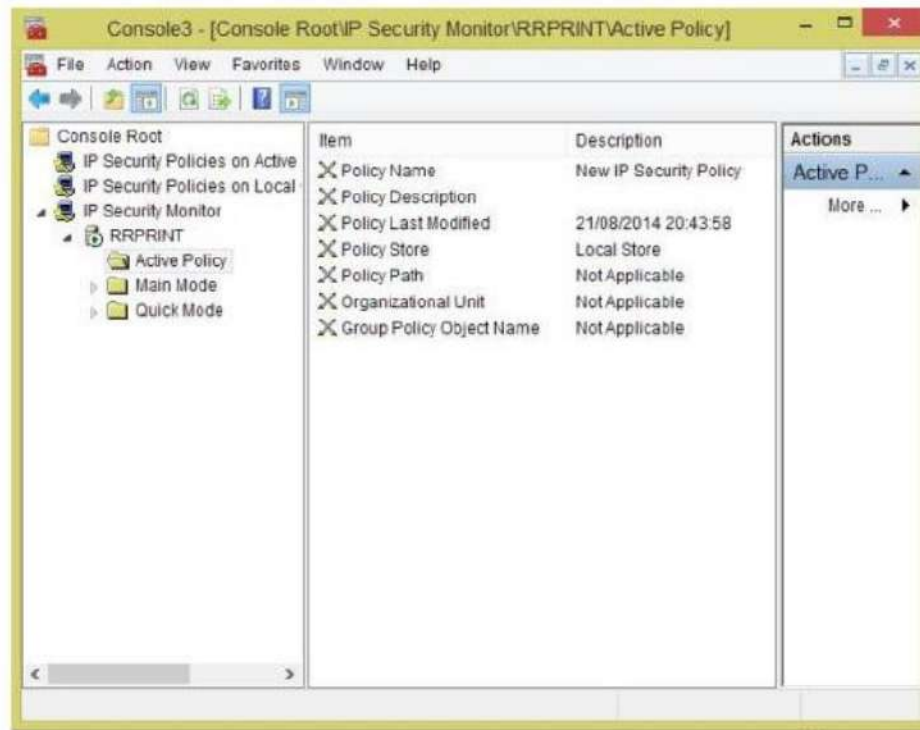 Console3 - [Console Root\IP Security Monitor\RRPRINT\Active Policy]
File Action View Favorites Window Help
Console Root
IP Security Policies on Active
IP Security Policies on Local
IP Security Monitor
RRPRINT
Active Policy
Main Mode
Quick Mode
Item Description
Policy Name New IP Security Policy
Policy Description
Policy Last Modified 21/08/2014 20:43:58
Policy Store Local Store
Policy Path Not Applicable
Organizational Unit Not Applicable
Group Policy Object Name Not Applicable
Actions
Active P...
More ...